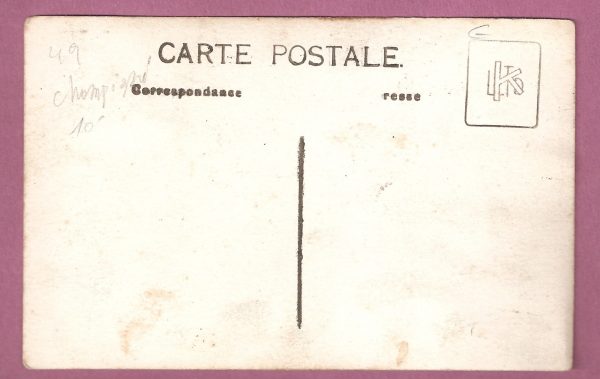 49
CARTE POSTALE.
Champigné
Correspondance resse
10